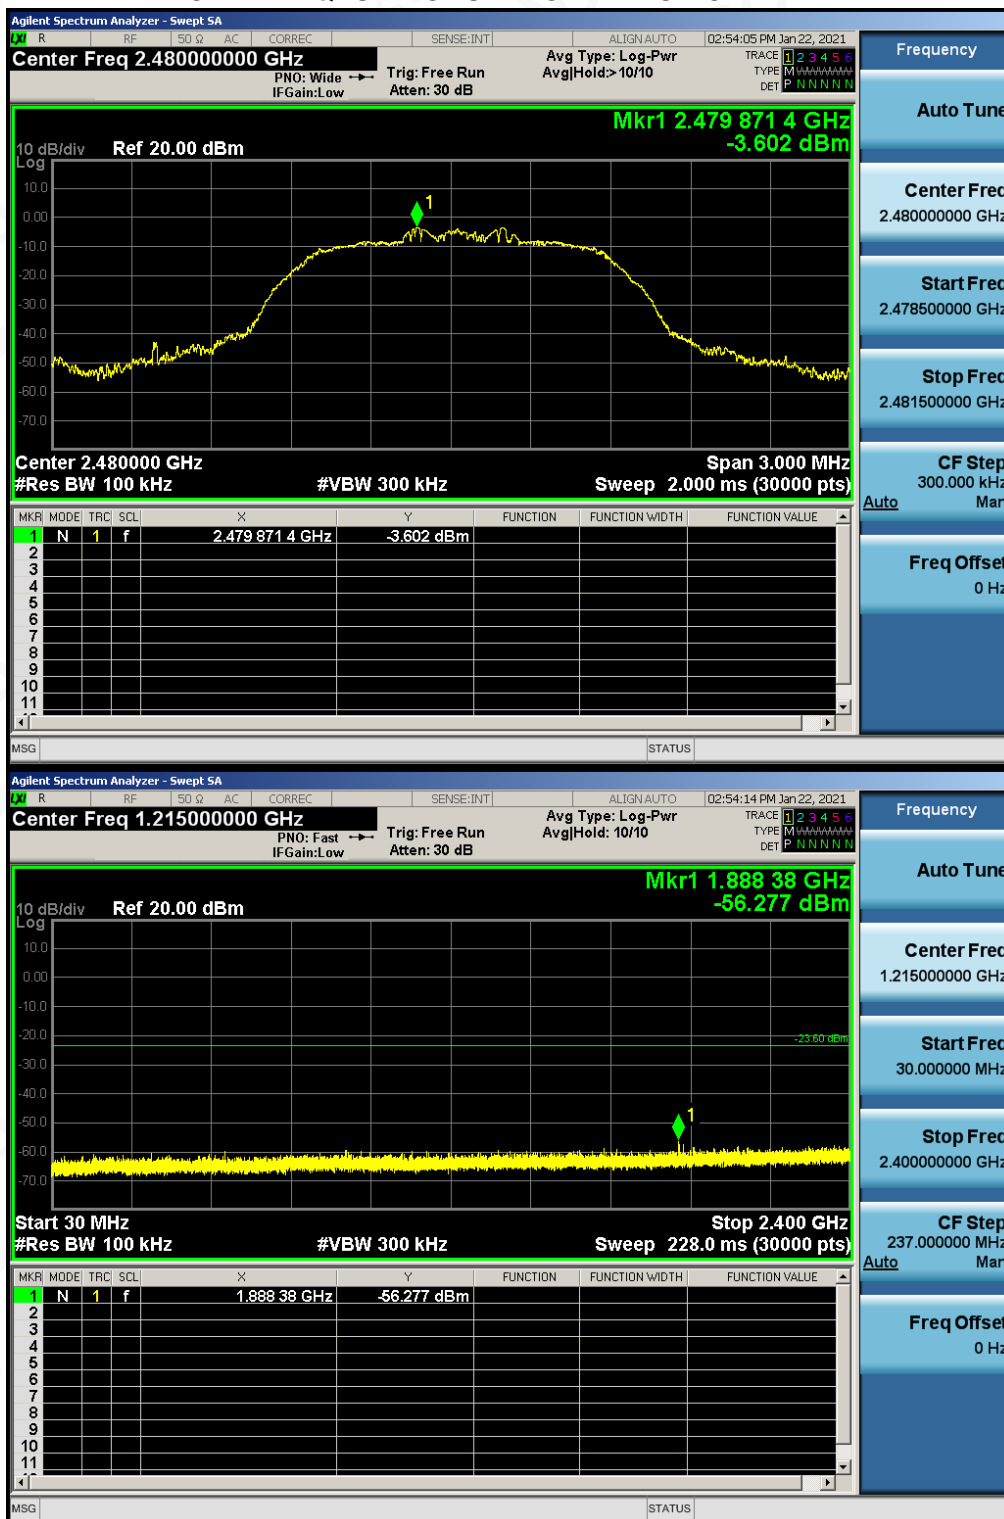 Agilent Spectrum Analyzer - Swept SA
LXI R RF 50 Ω AC CORREC SENSE:INT ALIGN AUTO 02:54:05 PM Jan 22, 2021
Center Freq 2.480000000 GHz
PNO: Wide
IFGain:Low
Trig: Free Run
Atten: 30 dB
Avg Type: Log-Pwr
Avg|Hold:>10/10
TRACE 1 2 3 4 5 6
TYPE M WWWWW
DET P N N N N N
Mkr1 2.479 871 4 GHz
-3.602 dBm
10 dB/div Ref 20.00 dBm
Log
10.0
0.00
-10.0
-20.0
-30.0
-40.0
-50.0
-60.0
-70.0
1
Center 2.480000 GHz Span 3.000 MHz
#Res BW 100 kHz #VBW 300 kHz Sweep 2.000 ms (30000 pts)
MKR MODE TRC SCL X Y FUNCTION FUNCTION WIDTH FUNCTION VALUE
1 N 1 f 2.479 871 4 GHz -3.602 dBm
2
3
4
5
6
7
8
9
10
11
MSG STATUS
Frequency
Auto Tune
Center Freq
2.480000000 GHz
Start Freq
2.478500000 GHz
Stop Freq
2.481500000 GHz
CF Step
300.000 kHz
Auto Man
Freq Offset
0 Hz
Agilent Spectrum Analyzer - Swept SA
LXI R RF 50 Ω AC CORREC SENSE:INT ALIGN AUTO 02:54:14 PM Jan 22, 2021
Center Freq 1.215000000 GHz
PNO: Fast
IFGain:Low
Trig: Free Run
Atten: 30 dB
Avg Type: Log-Pwr
Avg|Hold: 10/10
TRACE 1 2 3 4 5 6
TYPE M WWWWW
DET P N N N N N
Mkr1 1.888 38 GHz
-56.277 dBm
10 dB/div Ref 20.00 dBm
Log
10.0
0.00
-10.0
-20.0
-30.0
-40.0
-50.0
-60.0
-70.0
-23.60 dBm
1
Start 30 MHz Stop 2.400 GHz
#Res BW 100 kHz #VBW 300 kHz Sweep 228.0 ms (30000 pts)
MKR MODE TRC SCL X Y FUNCTION FUNCTION WIDTH FUNCTION VALUE
1 N 1 f 1.888 38 GHz -56.277 dBm
2
3
4
5
6
7
8
9
10
11
MSG STATUS
Frequency
Auto Tune
Center Freq
1.215000000 GHz
Start Freq
30.000000 MHz
Stop Freq
2.400000000 GHz
CF Step
237.000000 MHz
Auto Man
Freq Offset
0 Hz